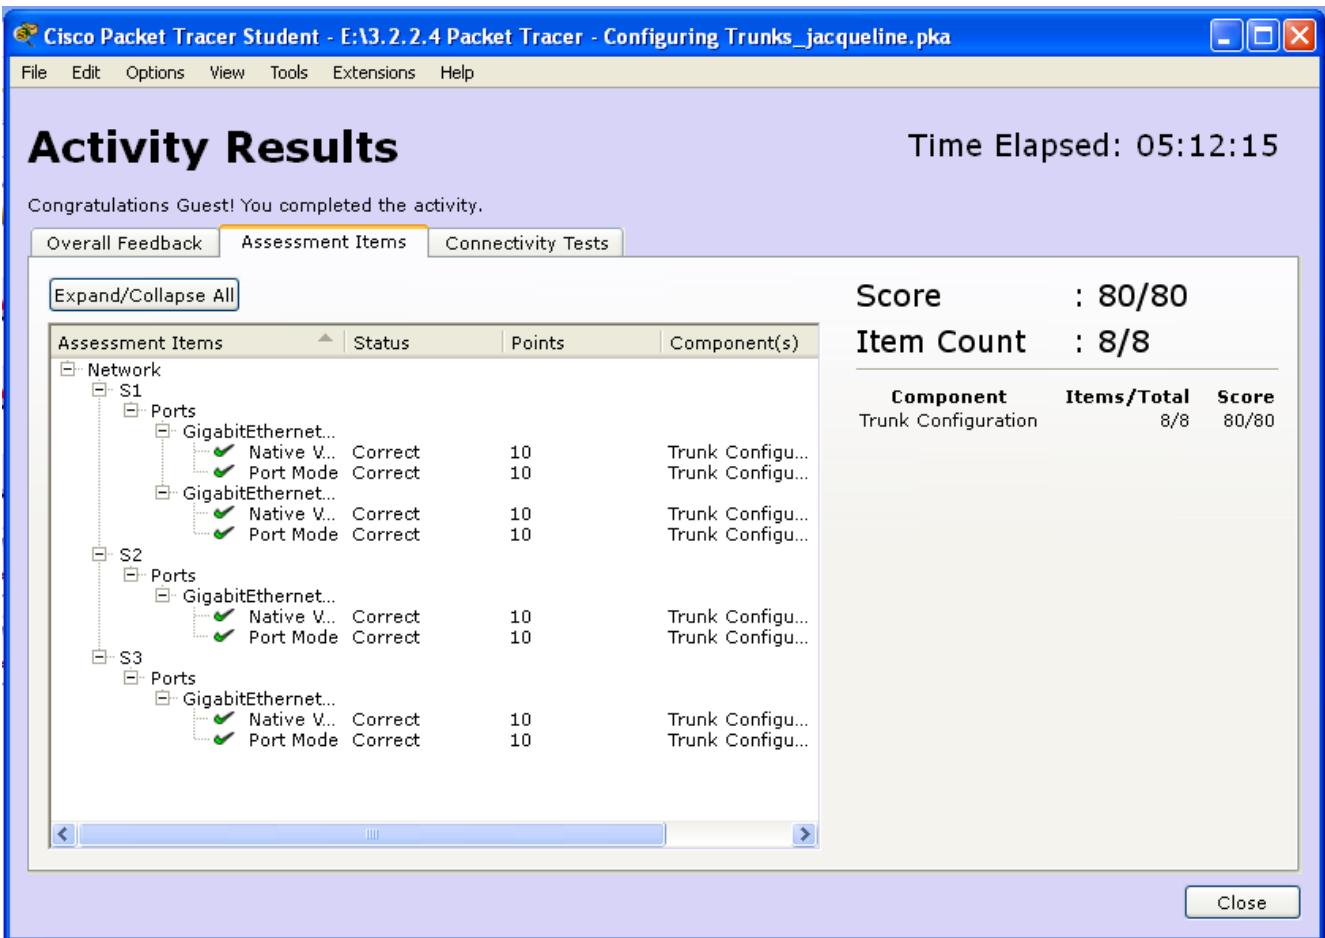 Cisco Packet Tracer Student - E:\3.2.2.4 Packet Tracer - Configuring Trunks_jacqueline.pka
File Edit Options View Tools Extensions Help
Activity Results
Time Elapsed: 05:12:15
Congratulations Guest! You completed the activity.
Overall Feedback Assessment Items Connectivity Tests
Expand/Collapse All
Assessment Items Status Points Component(s)
Network
S1
Ports
GigabitEthernet...
Native V... Correct 10 Trunk Configu...
Port Mode Correct 10 Trunk Configu...
GigabitEthernet...
Native V... Correct 10 Trunk Configu...
Port Mode Correct 10 Trunk Configu...
S2
Ports
GigabitEthernet...
Native V... Correct 10 Trunk Configu...
Port Mode Correct 10 Trunk Configu...
S3
Ports
GigabitEthernet...
Native V... Correct 10 Trunk Configu...
Port Mode Correct 10 Trunk Configu...
Score : 80/80
Item Count : 8/8
Component Items/Total Score
Trunk Configuration 8/8 80/80
Close